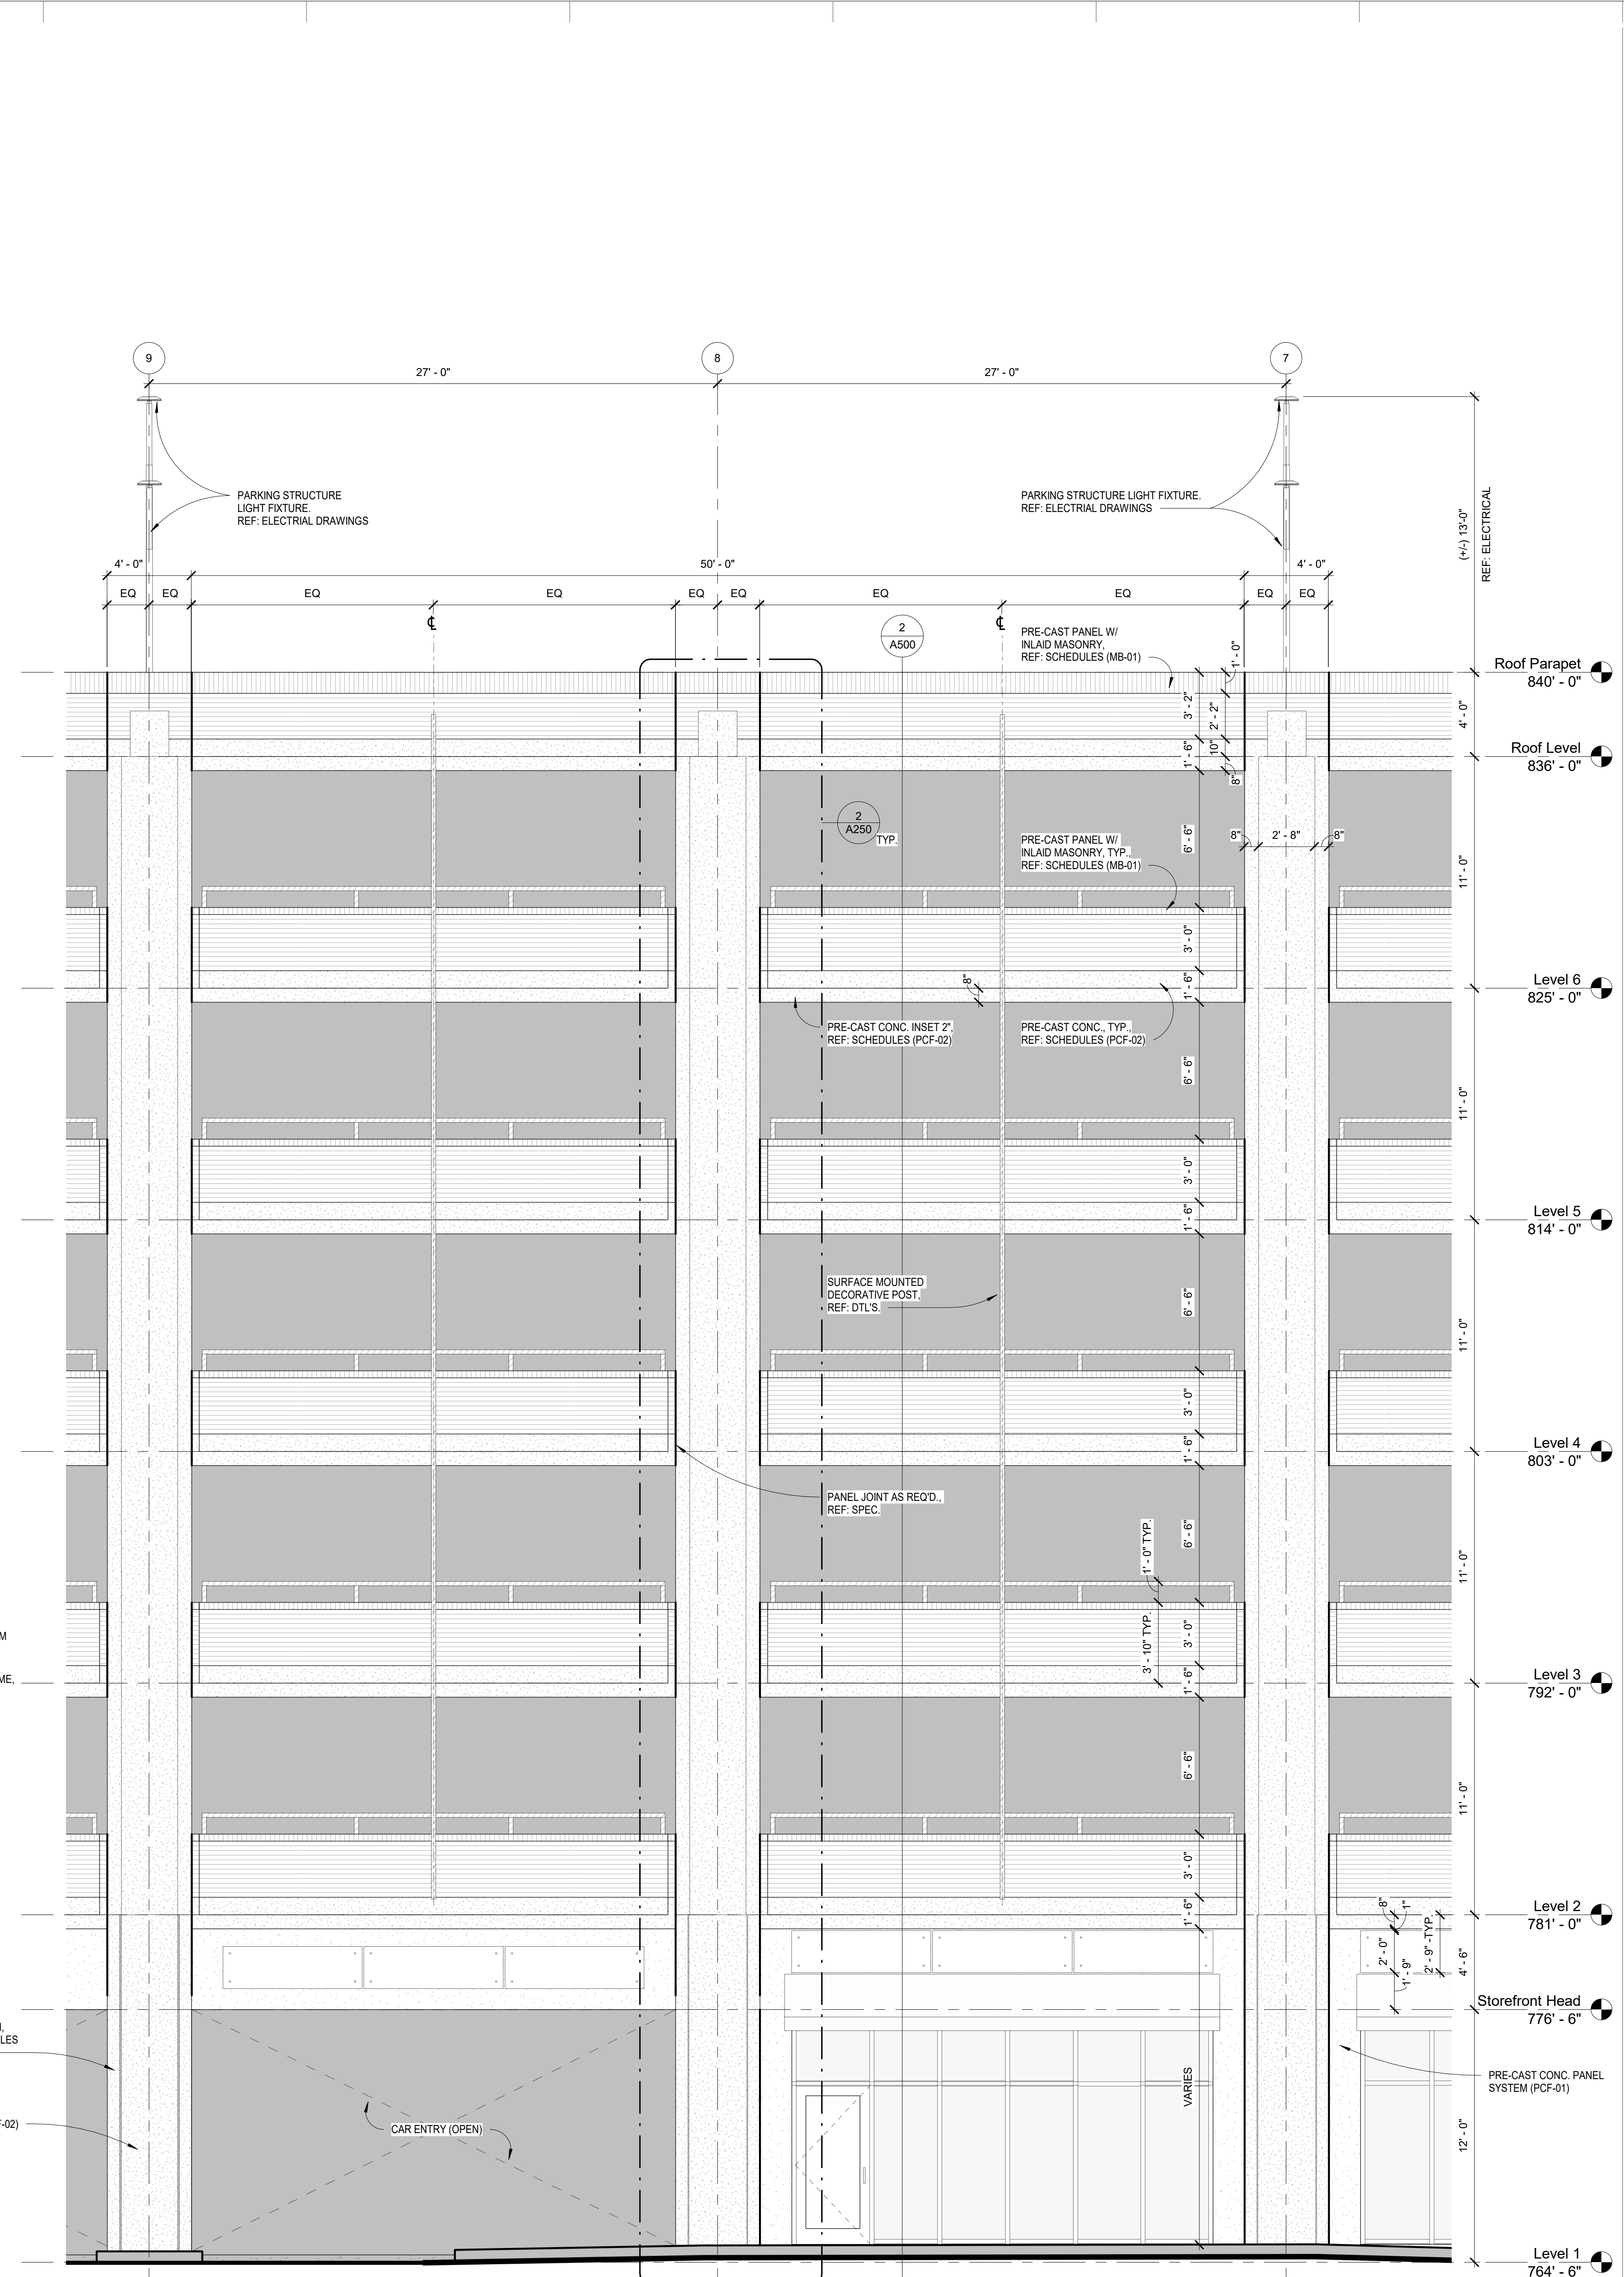 9
8
7
27' - 0"
27' - 0"
PARKING STRUCTURE
LIGHT FIXTURE.
REF: ELECTRIAL DRAWINGS
PARKING STRUCTURE LIGHT FIXTURE.
REF: ELECTRIAL DRAWINGS
(+/-) 13'-0"
REF: ELECTRICAL
4' - 0"
50' - 0"
4' - 0"
EQ
EQ
EQ
EQ
EQ
EQ
EQ
EQ
EQ
EQ
2
A500
PRE-CAST PANEL W/
INLAID MASONRY,
REF: SCHEDULES (MB-01)
1' - 0"
Roof Parapet
840' - 0"
3' - 2"
2' - 2"
4' - 0"
1' - 6"
10"
8"
Roof Level
836' - 0"
2
A250
TYP.
PRE-CAST PANEL W/
INLAID MASONRY, TYP.,
REF: SCHEDULES (MB-01)
6' - 6"
8"
2' - 8"
8"
11' - 0"
3' - 0"
8"
1' - 6"
Level 6
825' - 0"
PRE-CAST CONC. INSET 2",
REF: SCHEDULES (PCF-02)
PRE-CAST CONC., TYP.,
REF: SCHEDULES (PCF-02)
6' - 6"
11' - 0"
3' - 0"
1' - 6"
Level 5
814' - 0"
SURFACE MOUNTED
DECORATIVE POST,
REF: DTL'S.
6' - 6"
11' - 0"
3' - 0"
1' - 6"
Level 4
803' - 0"
PANEL JOINT AS REQ'D.,
REF: SPEC.
6' - 6"
1' - 0" TYP.
11' - 0"
3' - 10" TYP.
3' - 0"
1' - 6"
M
ME,
Level 3
792' - 0"
6' - 6"
11' - 0"
3' - 0"
1' - 6"
8"
1"
Level 2
781' - 0"
2' - 0"
1' - 9"
2' - 9" -TYP.
4' - 6"
Storefront Head
776' - 6"
LES
VARIES
PRE-CAST CONC. PANEL
SYSTEM (PCF-01)
F-02)
CAR ENTRY (OPEN)
12' - 0"
Level 1
764' - 6"